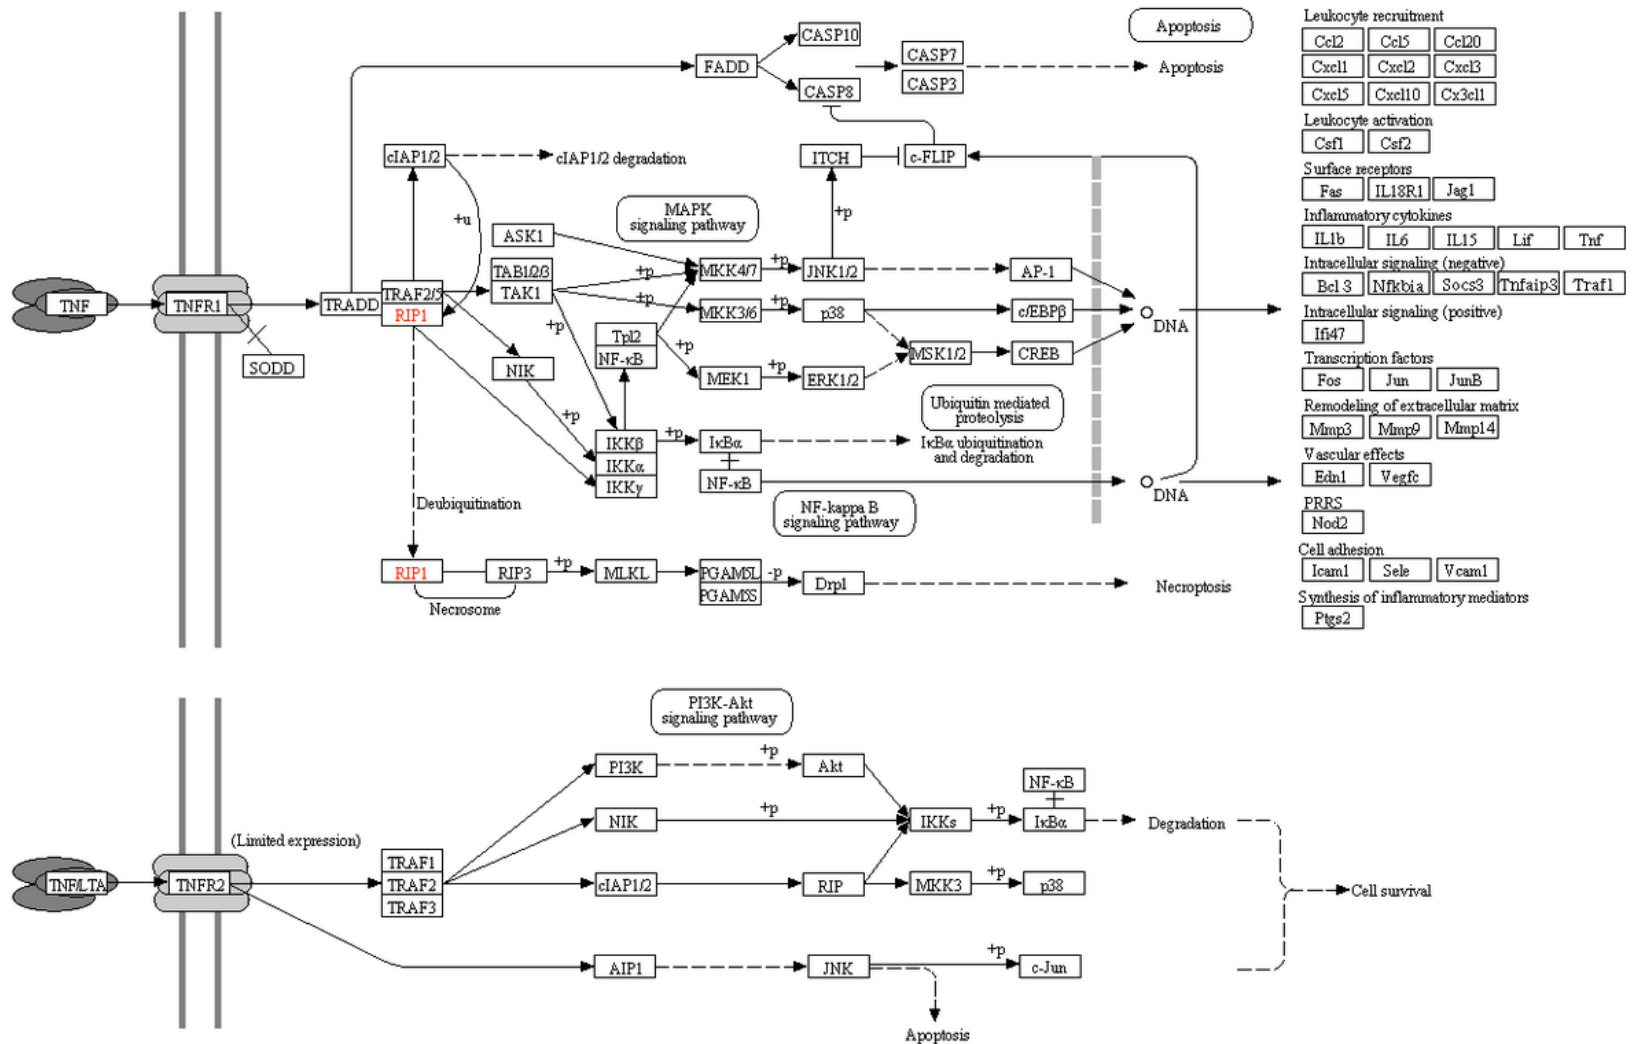 Apoptosis
CASP10
FADD
CASP7
Apoptosis
CASP8
CASP3
cIAP1/2
cIAP1/2 degradation
ITCH
c-FLIP
+u
MAPK
signaling pathway
+p
ASK1
TAB1/2/3
TAK1
+p
MKK4/7
+p
JNK1/2
AP-1
TNF
TNFR1
TRADD
TRAF2/5
RIP1
+p
MKK3/6
+p
p38
c/EBPβ
DNA
SODD
+p
Tpl2
NF-κB
+p
MSK1/2
CREB
NIK
MEK1
+p
ERK1/2
+p
Ubiquitin mediated
proteolysis
IKKβ
IKKα
IKKγ
+p
IκBα
IκBα ubiquitination
and degradation
NF-κB
DNA
Deubiquitination
NF-kappa B
signaling pathway
RIP1
RIP3
+p
MLKL
PGAM5L
PGAM5S
-p
Drp1
Necroptosis
Necrosome
Leukocyte recruitment
Ccl2 Ccl5 Ccl20
Cxcl1 Cxcl2 Cxcl3
Cxcl5 Cxcl10 Cx3cl1
Leukocyte activation
Csf1 Csf2
Surface receptors
Fas IL18R1 Jag1
Inflammatory cytokines
IL1b IL6 IL15 Lif Tnf
Intracellular signaling (negative)
Bcl3 Nfkbia Socs3 Tnfaip3 Traf1
Intracellular signaling (positive)
Ifi47
Transcription factors
Fos Jun JunB
Remodeling of extracellular matrix
Mmp3 Mmp9 Mmp14
Vascular effects
Edn1 Vegfc
PRRS
Nod2
Cell adhesion
Icam1 Sele Vcam1
Synthesis of inflammatory mediators
Ptgs2
PI3K-Akt
signaling pathway
PI3K
+p
Akt
NF-κB
NIK
+p
IKKs
+p
IκBα
Degradation
(Limited expression)
TNF/LTA
TNFR2
TRAF1
TRAF2
TRAF3
cIAP1/2
RIP
MKK3
+p
p38
Cell survival
AIP1
JNK
+p
c-Jun
Apoptosis